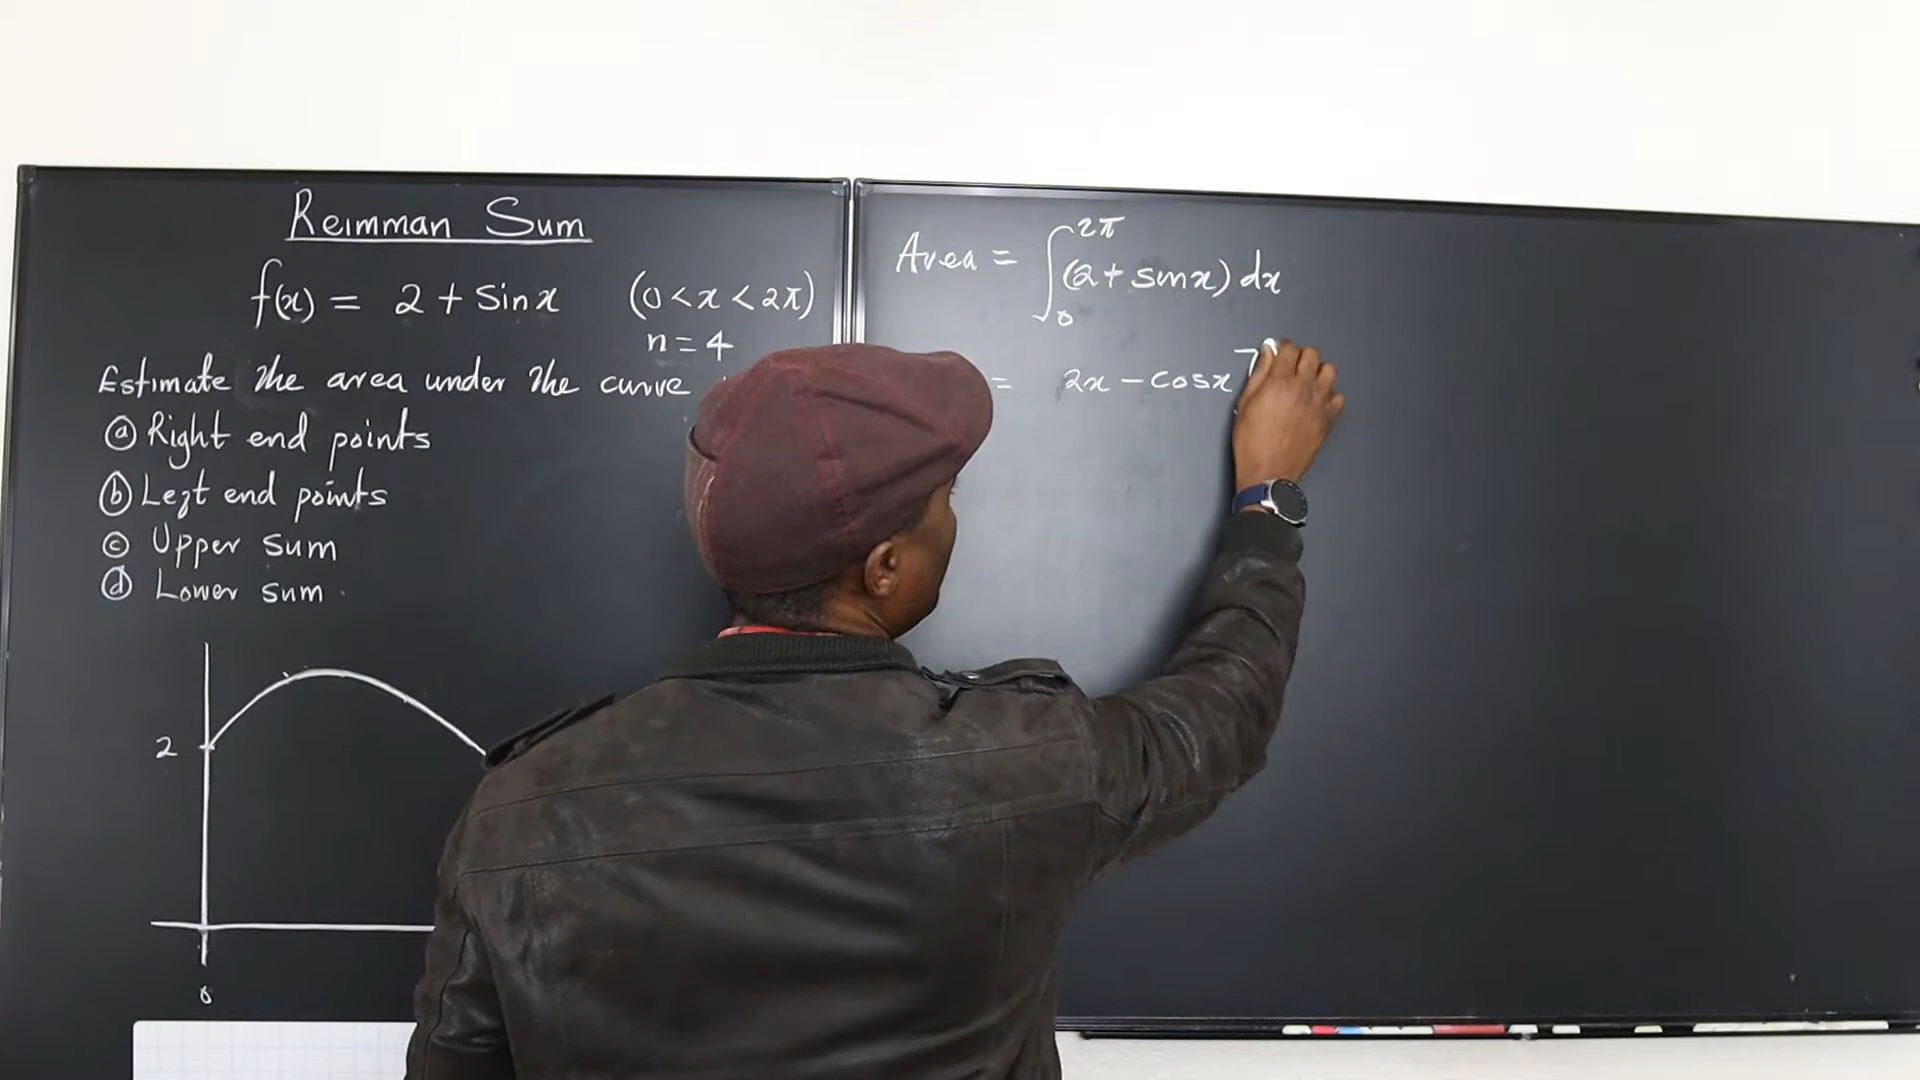 Reimman Sum
f(x) = 2 + Sin x (0 < x < 2π)
n = 4
Estimate the area under the curve
ⓐ Right end points
ⓑ Left end points
ⓒ Upper sum
ⓓ Lower sum
2
0
Area = ∫₀^2π (2 + sin x) dx
= 2x − cos x